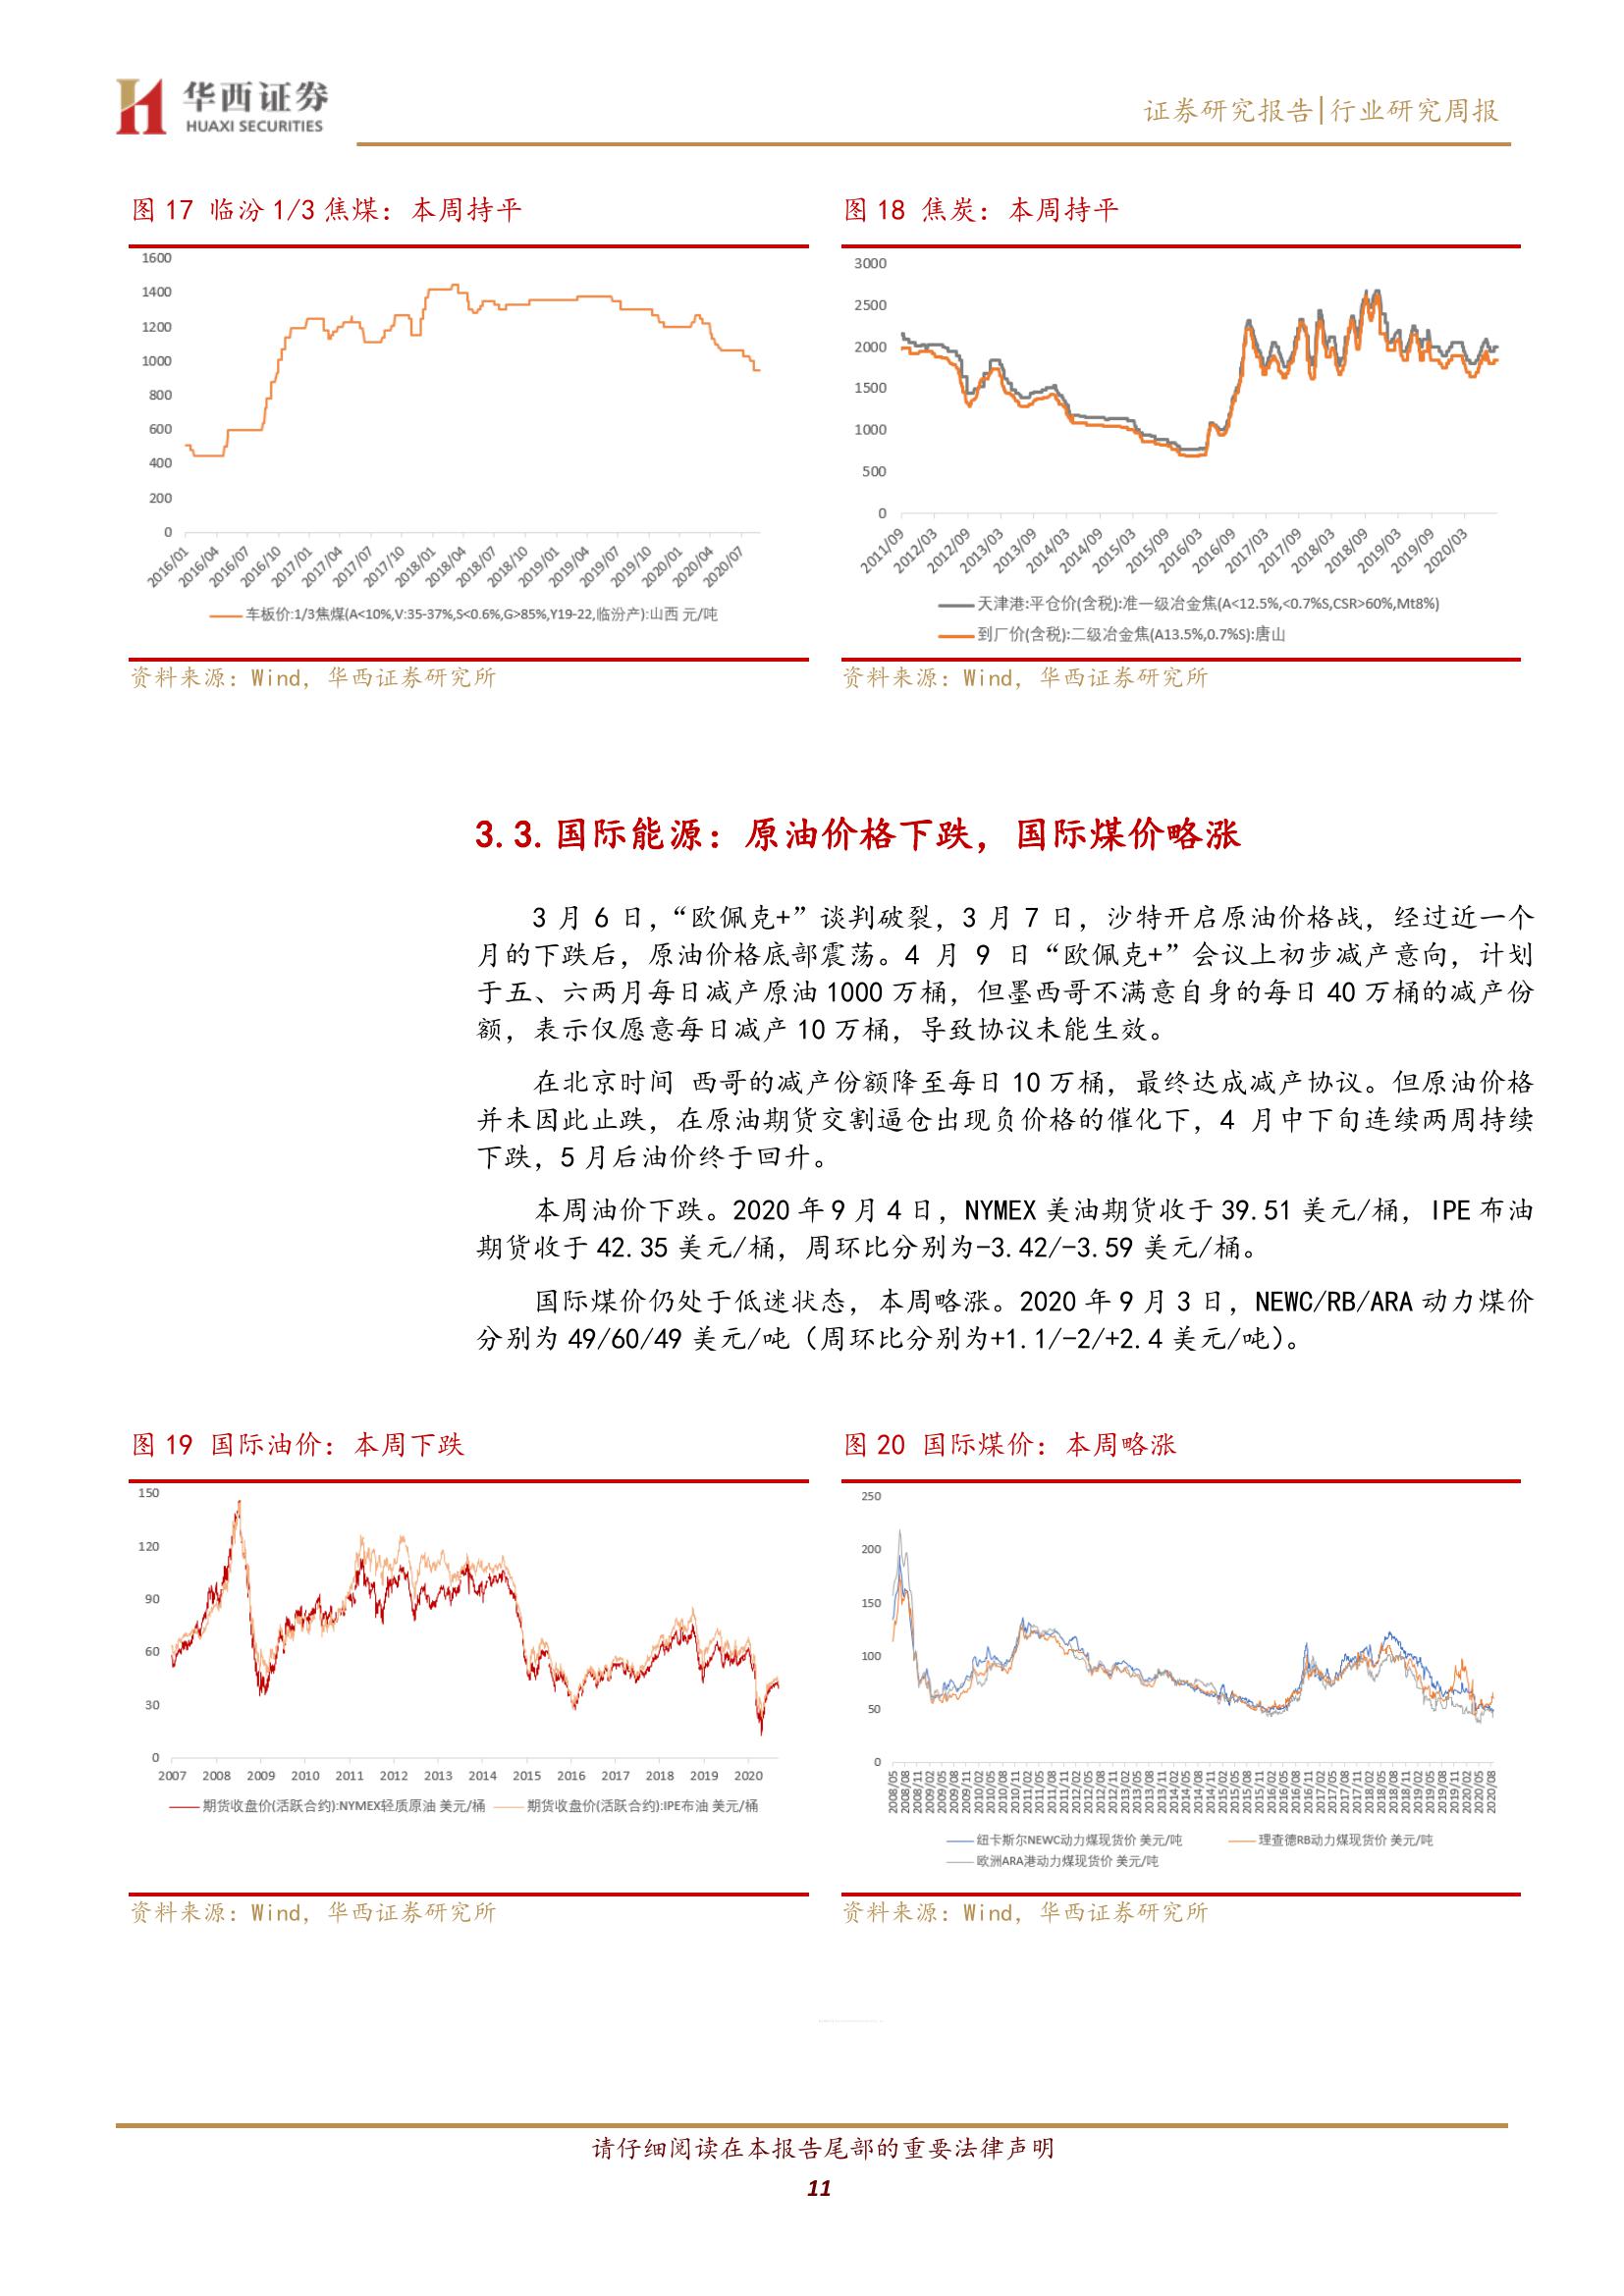 华西证券
HUAXI SECURITIES
证券研究报告|行业研究周报
图 17 临汾 1/3 焦煤：本周持平
1600
1400
1200
1000
800
600
400
200
0
2016/01 2016/04 2016/07 2016/10 2017/01 2017/04 2017/07 2017/10 2018/01 2018/04 2018/07 2018/10 2019/01 2019/04 2019/07 2019/10 2020/01 2020/04 2020/07
车板价:1/3焦煤(A<10%,V:35-37%,S<0.6%,G>85%,Y19-22,临汾产):山西 元/吨
资料来源：Wind，华西证券研究所
图 18 焦炭：本周持平
3000
2500
2000
1500
1000
500
0
2011/09 2012/03 2012/09 2013/03 2013/09 2014/03 2014/09 2015/03 2015/09 2016/03 2016/09 2017/03 2017/09 2018/03 2018/09 2019/03 2019/09 2020/03
天津港:平仓价(含税):准一级冶金焦(A<12.5%,<0.7%S,CSR>60%,Mt8%)
到厂价(含税):二级冶金焦(A13.5%,0.7%S):唐山
资料来源：Wind，华西证券研究所
3.3.国际能源：原油价格下跌，国际煤价略涨
3 月 6 日，“欧佩克+”谈判破裂，3 月 7 日，沙特开启原油价格战，经过近一个
月的下跌后，原油价格底部震荡。4 月 9 日“欧佩克+”会议上初步减产意向，计划
于五、六两月每日减产原油 1000 万桶，但墨西哥不满意自身的每日 40 万桶的减产份
额，表示仅愿意每日减产 10 万桶，导致协议未能生效。
在北京时间 西哥的减产份额降至每日 10 万桶，最终达成减产协议。但原油价格
并未因此止跌，在原油期货交割逼仓出现负价格的催化下，4 月中下旬连续两周持续
下跌，5 月后油价终于回升。
本周油价下跌。2020 年 9 月 4 日，NYMEX 美油期货收于 39.51 美元/桶，IPE 布油
期货收于 42.35 美元/桶，周环比分别为-3.42/-3.59 美元/桶。
国际煤价仍处于低迷状态，本周略涨。2020 年 9 月 3 日，NEWC/RB/ARA 动力煤价
分别为 49/60/49 美元/吨（周环比分别为+1.1/-2/+2.4 美元/吨）。
图 19 国际油价：本周下跌
150
120
90
60
30
0
2007 2008 2009 2010 2011 2012 2013 2014 2015 2016 2017 2018 2019 2020
期货收盘价(活跃合约):NYMEX轻质原油 美元/桶 期货收盘价(活跃合约):IPE布油 美元/桶
资料来源：Wind，华西证券研究所
图 20 国际煤价：本周略涨
250
200
150
100
50
0
2008/05 2008/08 2008/11 2009/02 2009/05 2009/08 2009/11 2010/02 2010/05 2010/08 2010/11 2011/02 2011/05 2011/08 2011/11 2012/02 2012/05 2012/08 2012/11 2013/02 2013/05 2013/08 2013/11 2014/02 2014/05 2014/08 2014/11 2015/02 2015/05 2015/08 2015/11 2016/02 2016/05 2016/08 2016/11 2017/02 2017/05 2017/08 2017/11 2018/02 2018/05 2018/08 2018/11 2019/02 2019/05 2019/08 2019/11 2020/02 2020/05 2020/08
纽卡斯尔NEWC动力煤现货价 美元/吨 理查德RB动力煤现货价 美元/吨
欧洲ARA港动力煤现货价 美元/吨
资料来源：Wind，华西证券研究所
请仔细阅读在本报告尾部的重要法律声明
11